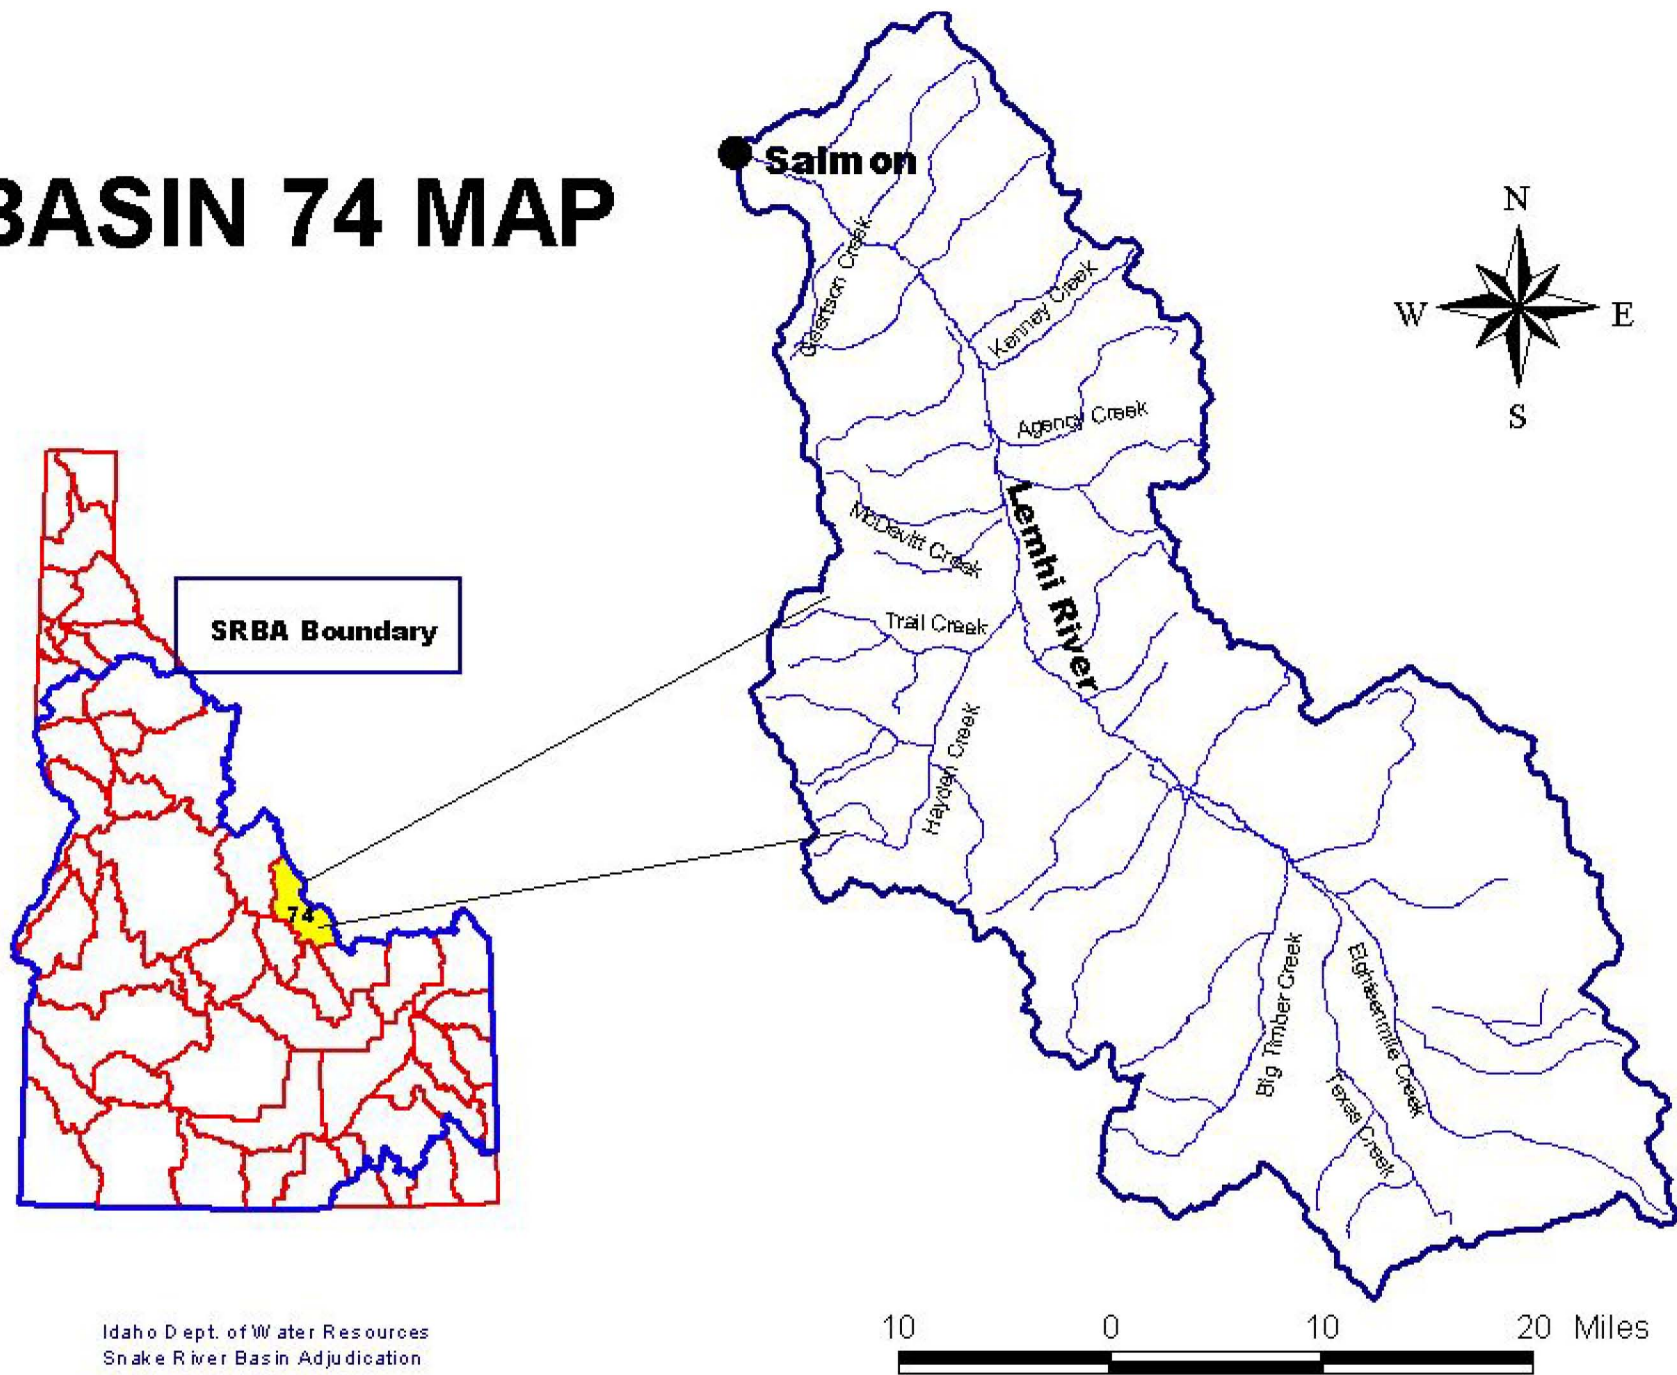 BASIN 74 MAP
Salmon
N
W
E
S
Geertson Creek
Kenney Creek
Agency Creek
Lemhi River
McDevitt Creek
Trail Creek
Hayden Creek
SRBA Boundary
74
Big Timber Creek
Eighteenmile Creek
Texas Creek
Idaho Dept. of Water Resources
Snake River Basin Adjudication
10 0 10 20 Miles